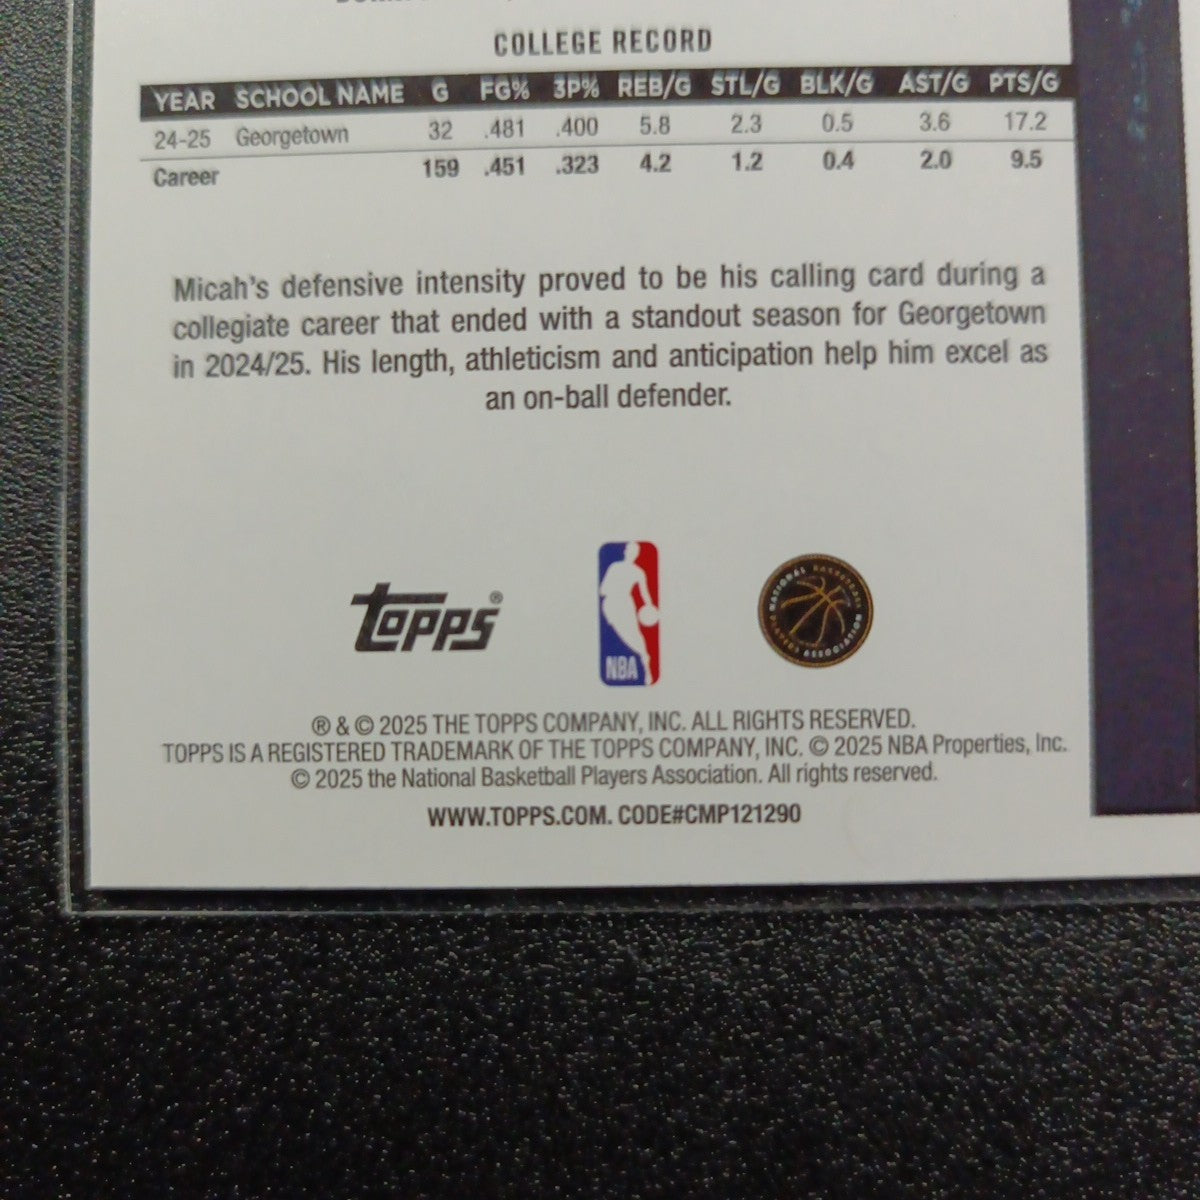 COLLEGE RECORD
YEAR SCHOOL NAME G FG% 3P% REB/G STL/G BLK/G AST/G PTS/G
24-25 Georgetown 32 .481 .400 5.8 2.3 0.5 3.6 17.2
Career 159 .451 .323 4.2 1.2 0.4 2.0 9.5
Micah's defensive intensity proved to be his calling card during a
collegiate career that ended with a standout season for Georgetown
in 2024/25. His length, athleticism and anticipation help him excel as
an on-ball defender.
topps®
NBA
NATIONAL BASKETBALL PLAYERS ASSOCIATION
® & © 2025 THE TOPPS COMPANY, INC. ALL RIGHTS RESERVED.
TOPPS IS A REGISTERED TRADEMARK OF THE TOPPS COMPANY, INC. © 2025 NBA Properties, Inc.
© 2025 the National Basketball Players Association. All rights reserved.
WWW.TOPPS.COM. CODE#CMP121290